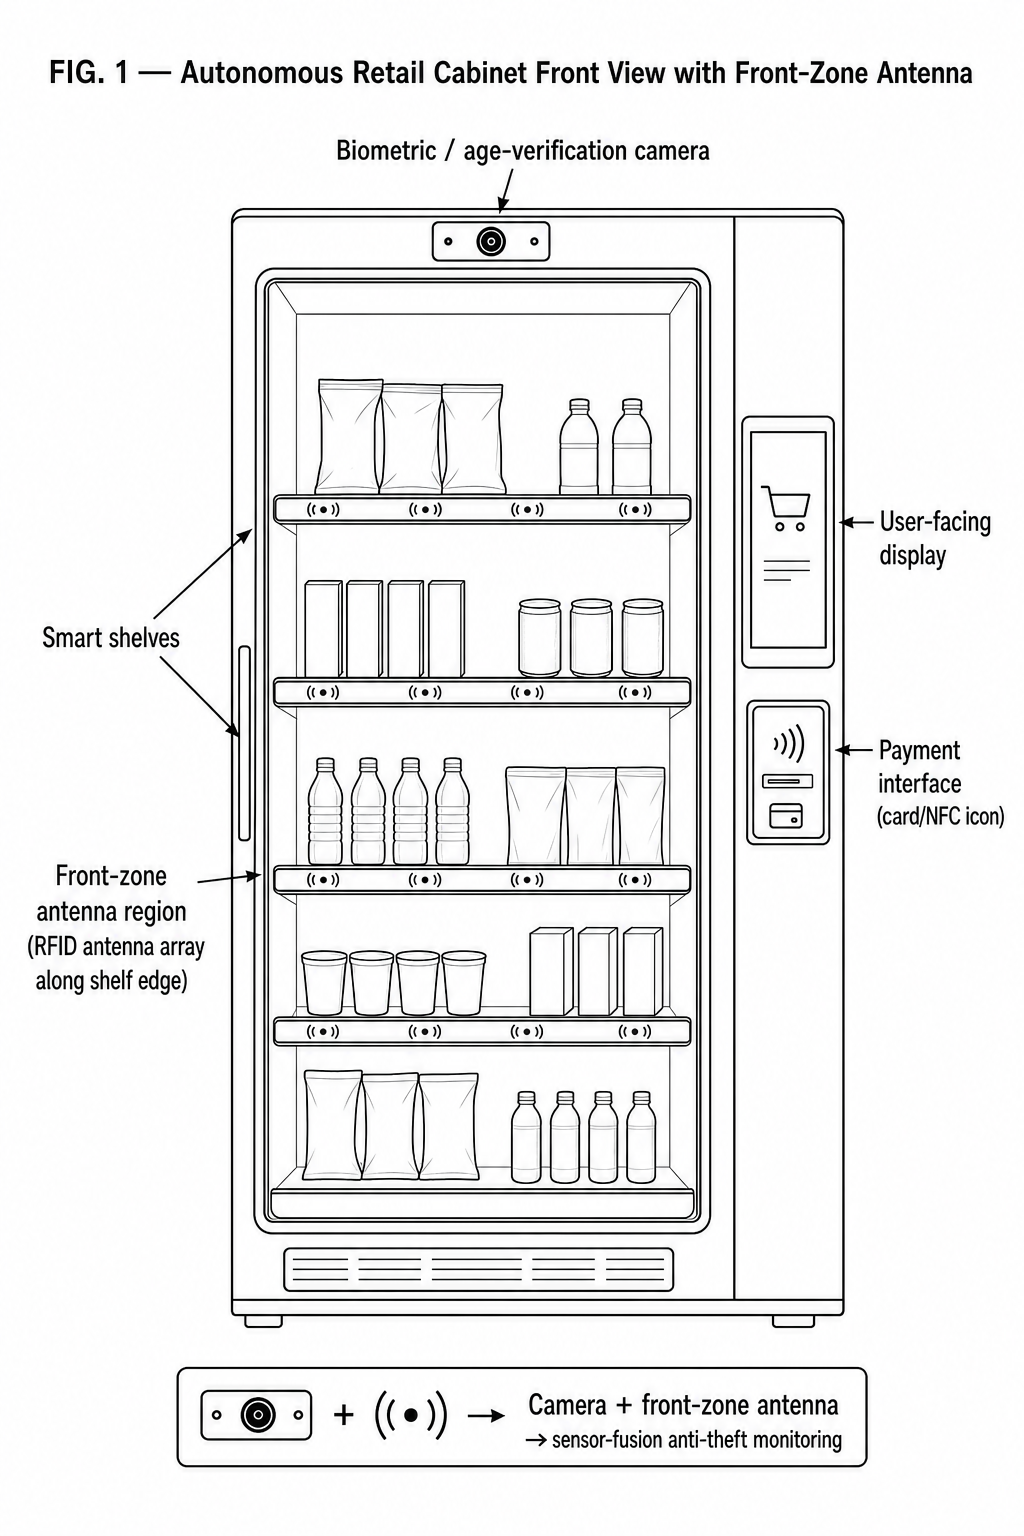 FIG. 1 — Autonomous Retail Cabinet Front View with Front-Zone Antenna
Biometric / age-verification camera
User-facing
display
Smart shelves
Payment
interface
(card/NFC icon)
Front-zone
antenna region
(RFID antenna array
along shelf edge)
Camera + front-zone antenna
→ sensor-fusion anti-theft monitoring